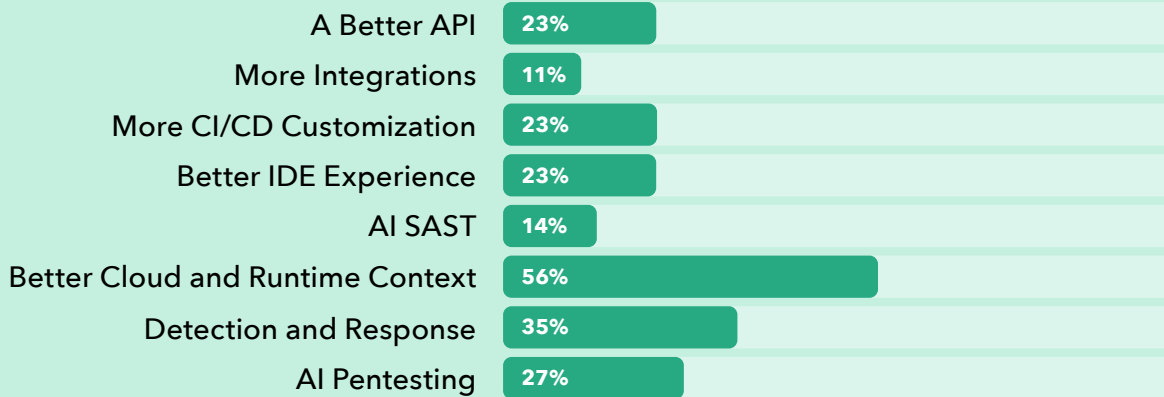 A Better API 23%
More Integrations 11%
More CI/CD Customization 23%
Better IDE Experience 23%
AI SAST 14%
Better Cloud and Runtime Context 56%
Detection and Response 35%
AI Pentesting 27%